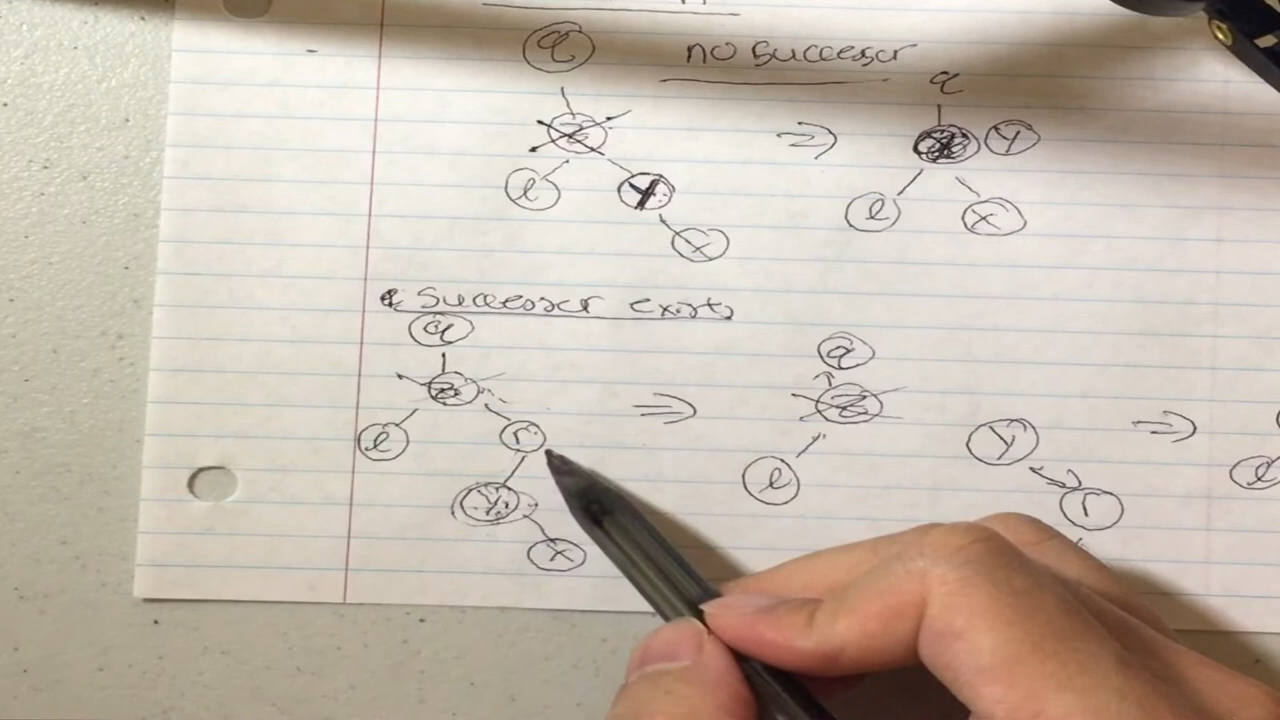 q
no successor
q
z
⇒
Y
l
Y
l
x
x
Successor exists
q
q
z
⇒
z
l
r
y
⇒
l
l
y
r
x